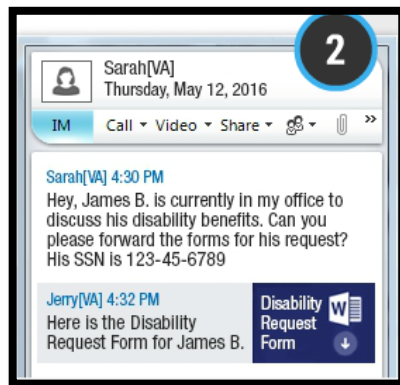 2
Sarah[VA]
Thursday, May 12, 2016
IM Call Video Share
Sarah[VA] 4:30 PM
Hey, James B. is currently in my office to
discuss his disability benefits. Can you
please forward the forms for his request?
His SSN is 123-45-6789
Jerry[VA] 4:32 PM
Here is the Disability
Request Form for James B.
Disability
Request
Form
W